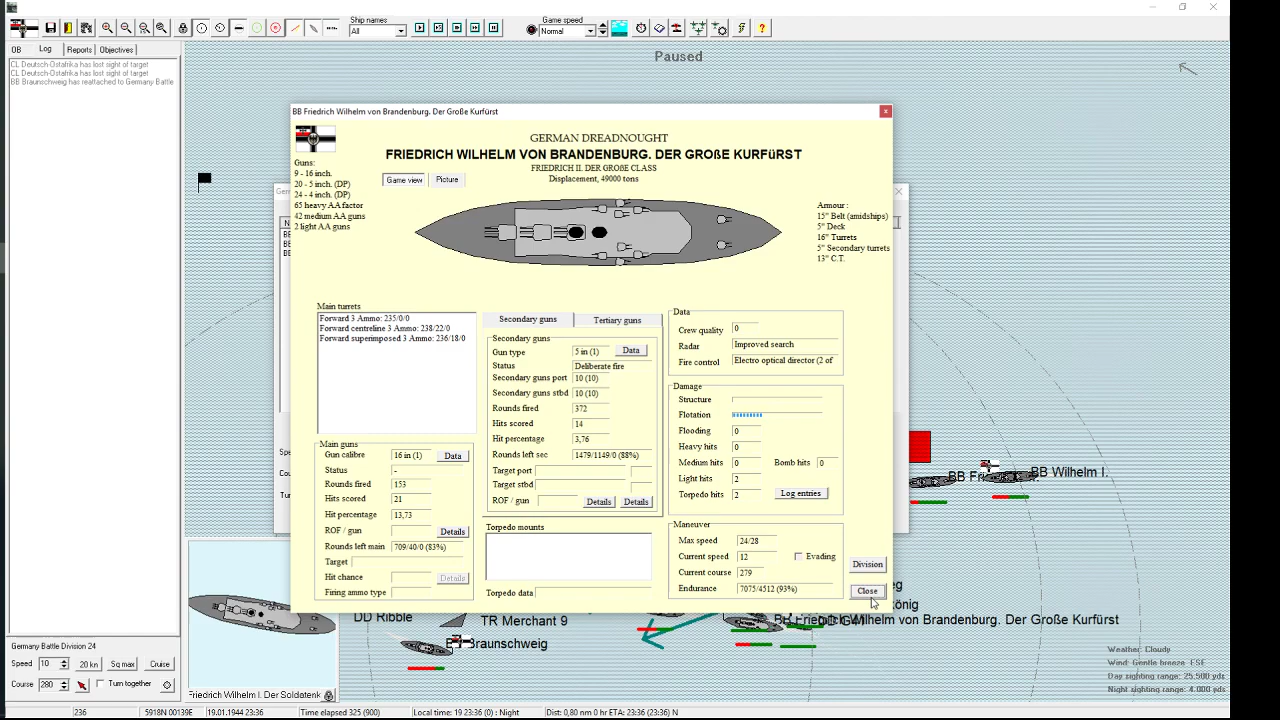 Ship names
All
Game speed
Normal
OB
Log
Reports
Objectives
CL Deutsch-Ostafrika has lost sight of target
CL Deutsch-Ostafrika has lost sight of target
BB Braunschweig has reattached to Germany Battle
Paused
BB Friedrich Wilhelm von Brandenburg. Der Große Kurfürst
GERMAN DREADNOUGHT
FRIEDRICH WILHELM VON BRANDENBURG. DER GROßE KURFüRST
FRIEDRICH II. DER GROßE CLASS
Displacement, 49000 tons
Game view
Picture
Guns:
9 - 16 inch.
20 - 5 inch. (DP)
24 - 4 inch. (DP)
65 heavy AA factor
42 medium AA guns
2 light AA guns
Armour:
15" Belt (amidships)
5" Deck
16" Turrets
5" Secondary turrets
13" C.T.
Main turrets
Forward 3 Ammo: 235/0/0
Forward centreline 3 Ammo: 238/22/0
Forward superimposed 3 Ammo: 236/18/0
Main guns
Gun calibre 16 in (1) Data
Status -
Rounds fired 153
Hits scored 21
Hit percentage 13,73
ROF / gun Details
Rounds left main 709/40/0 (83%)
Target
Hit chance Details
Firing ammo type
Secondary guns
Tertiary guns
Secondary guns
Gun type 5 in (1) Data
Status Deliberate fire
Secondary guns port 10 (10)
Secondary guns stbd 10 (10)
Rounds fired 372
Hits scored 14
Hit percentage 3,76
Rounds left sec 1479/1149/0 (88%)
Target port
Target stbd
ROF / gun Details Details
Torpedo mounts
Torpedo data
Data
Crew quality 0
Radar Improved search
Fire control Electro optical director (2 of
Damage
Structure
Flotation
Flooding 0
Heavy hits 0
Medium hits 0 Bomb hits 0
Light hits 2
Torpedo hits 2 Log entries
Maneuver
Max speed 24/28
Current speed 12 Evading
Current course 279
Endurance 7075/4512 (93%)
Division
Close
BB Fri
BB Wilhelm I.
DD Ribble
TR Merchant 9
BB Friedrich Wilhelm von Brandenburg. Der Große Kurfürst
Germany Battle Division 24
Speed 10 20 kn Sq max Cruise
Course 280 Turn together
Friedrich Wilhelm I. Der Soldatenk
Weather: Cloudy
Wind: Gentle breeze ESE
Day sighting range: 25,500 yds
Night sighting range: 4,000 yds
236
5918N 00139E
19.01.1944 23:36
Time elapsed 325 (900)
Local time: 19 23:36 (0) : Night
Dist: 0,80 nm 0 hr ETA: 23:36 (23:36) N